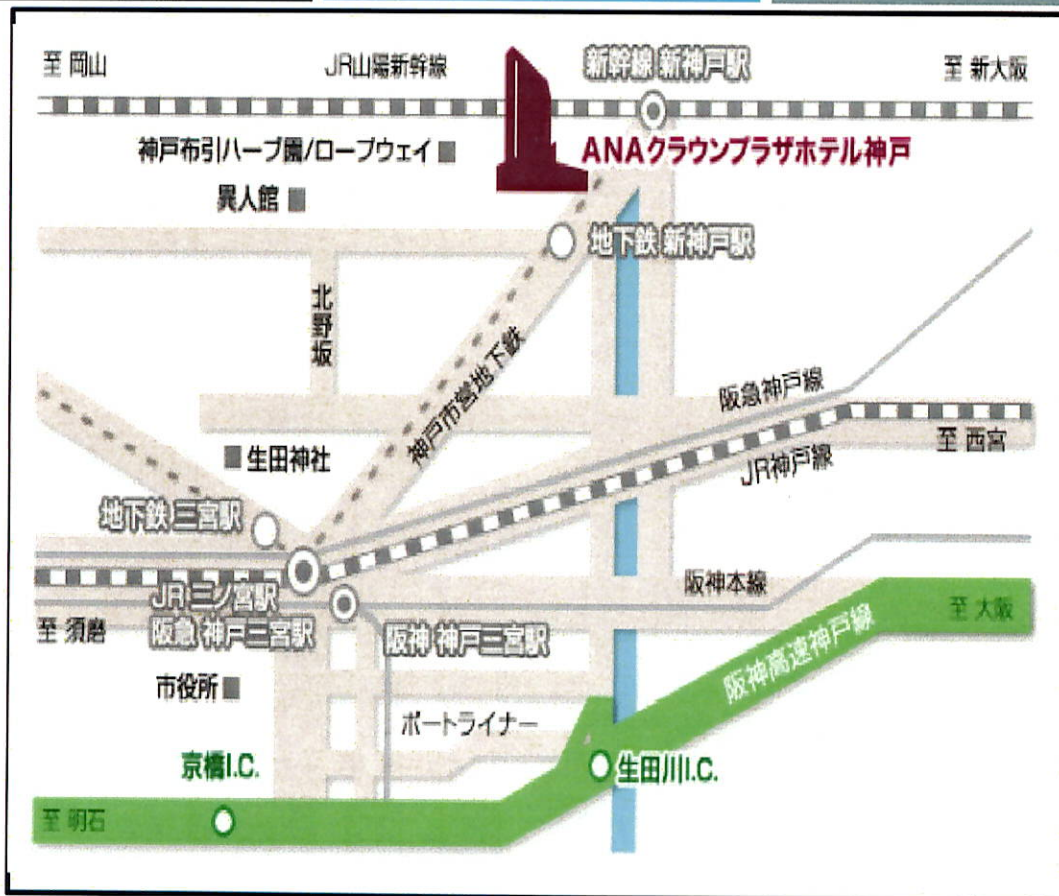 至 岡山
JR山陽新幹線
新幹線 新神戸駅
至 新大阪
神戸布引ハーブ園/ロープウェイ
ANAクラウンプラザホテル神戸
異人館
地下鉄 新神戸駅
北野坂
神戸市営地下鉄
阪急神戸線
至 西宮
JR神戸線
生田神社
地下鉄 三宮駅
阪神本線
JR 三ノ宮駅
至 大阪
至 須磨
阪急 神戸三宮駅
阪神 神戸三宮駅
阪神高速神戸線
市役所
ポートライナー
京橋I.C.
生田川I.C.
至 明石